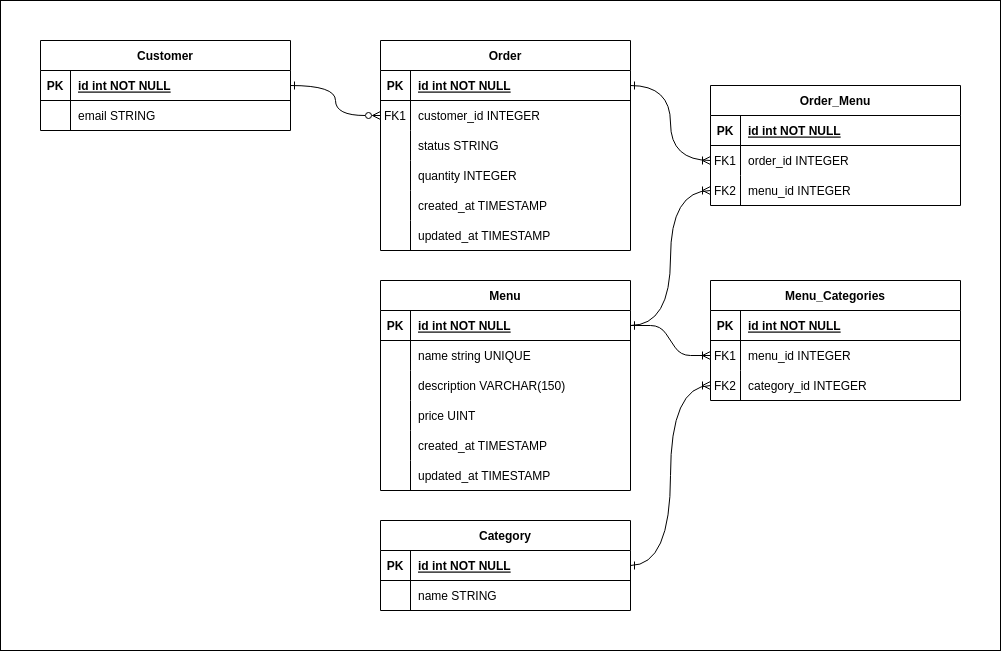 Customer
PK id int NOT NULL
email STRING
Order
PK id int NOT NULL
FK1 customer_id INTEGER
status STRING
quantity INTEGER
created_at TIMESTAMP
updated_at TIMESTAMP
Order_Menu
PK id int NOT NULL
FK1 order_id INTEGER
FK2 menu_id INTEGER
Menu
PK id int NOT NULL
name string UNIQUE
description VARCHAR(150)
price UINT
created_at TIMESTAMP
updated_at TIMESTAMP
Menu_Categories
PK id int NOT NULL
FK1 menu_id INTEGER
FK2 category_id INTEGER
Category
PK id int NOT NULL
name STRING